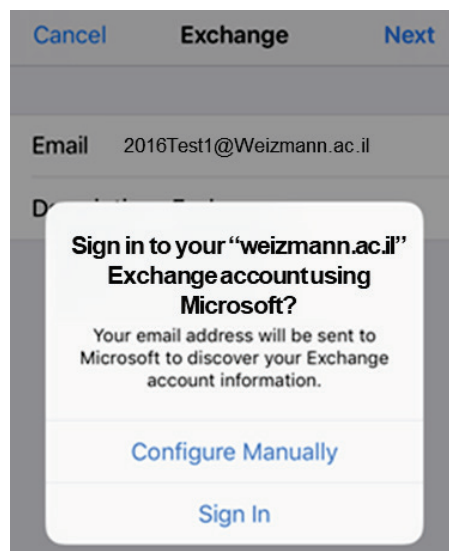 Cancel Exchange Next
Email 2016Test1@Weizmann.ac.il
Sign in to your “weizmann.ac.il”
Exchange account using
Microsoft?
Your email address will be sent to
Microsoft to discover your Exchange
account information.
Configure Manually
Sign In